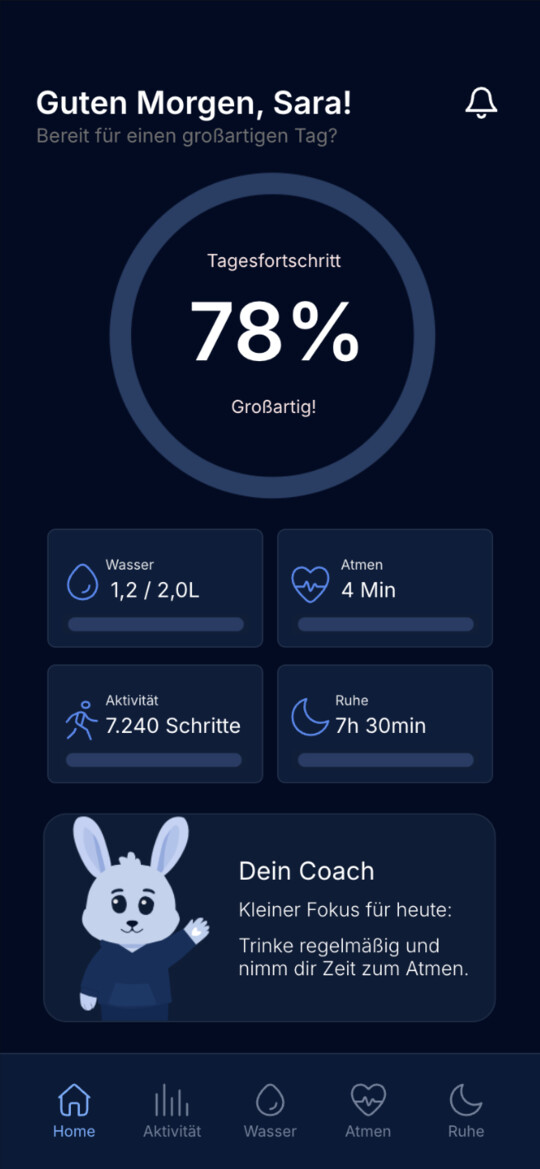 Guten Morgen, Sara!
Bereit für einen großartigen Tag?
Tagesfortschritt
78%
Großartig!
Wasser
1,2 / 2,0L
Atmen
4 Min
Aktivität
7.240 Schritte
Ruhe
7h 30min
Dein Coach
Kleiner Fokus für heute:
Trinke regelmäßig und
nimm dir Zeit zum Atmen.
Home
Aktivität
Wasser
Atmen
Ruhe